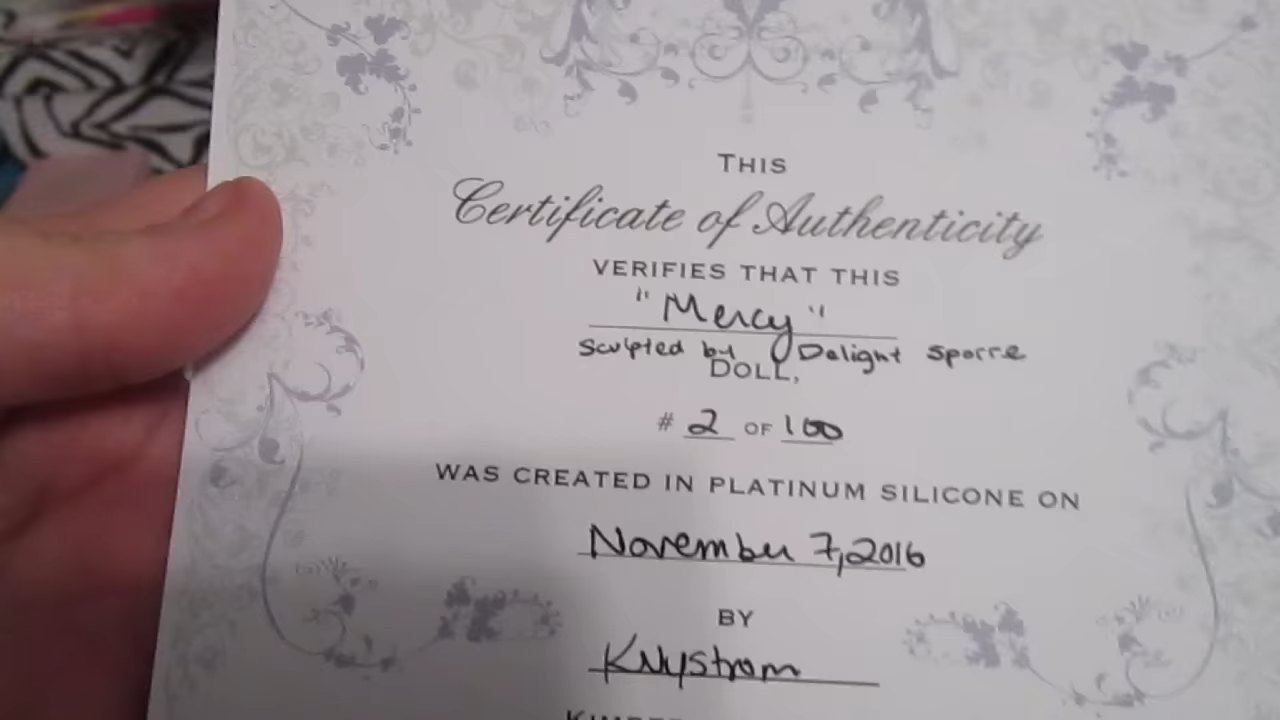 THIS
Certificate of Authenticity
VERIFIES THAT THIS
"Mercy"
Sculpted by Delight Sporre
DOLL,
# 2 OF 100
WAS CREATED IN PLATINUM SILICONE ON
November 7, 2016
BY
KNystrom